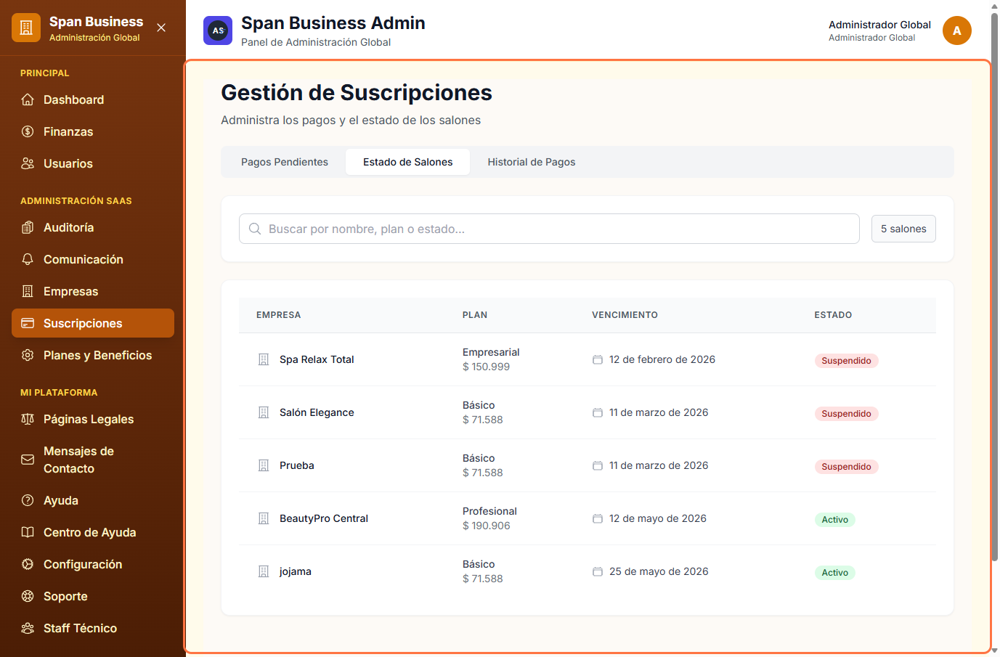 Span Business
Administración Global
PRINCIPAL
Dashboard
Finanzas
Usuarios
ADMINISTRACIÓN SAAS
Auditoría
Comunicación
Empresas
Suscripciones
Planes y Beneficios
MI PLATAFORMA
Páginas Legales
Mensajes de
Contacto
Ayuda
Centro de Ayuda
Configuración
Soporte
Staff Técnico
AS
Span Business Admin
Panel de Administración Global
Administrador Global
Administrador Global
A
Gestión de Suscripciones
Administra los pagos y el estado de los salones
Pagos Pendientes Estado de Salones Historial de Pagos
Buscar por nombre, plan o estado...
5 salones
EMPRESA PLAN VENCIMIENTO ESTADO
Spa Relax Total Empresarial 12 de febrero de 2026 Suspendido
$ 150.999
Salón Elegance Básico 11 de marzo de 2026 Suspendido
$ 71.588
Prueba Básico 11 de marzo de 2026 Suspendido
$ 71.588
BeautyPro Central Profesional 12 de mayo de 2026 Activo
$ 190.906
jojama Básico 25 de mayo de 2026 Activo
$ 71.588